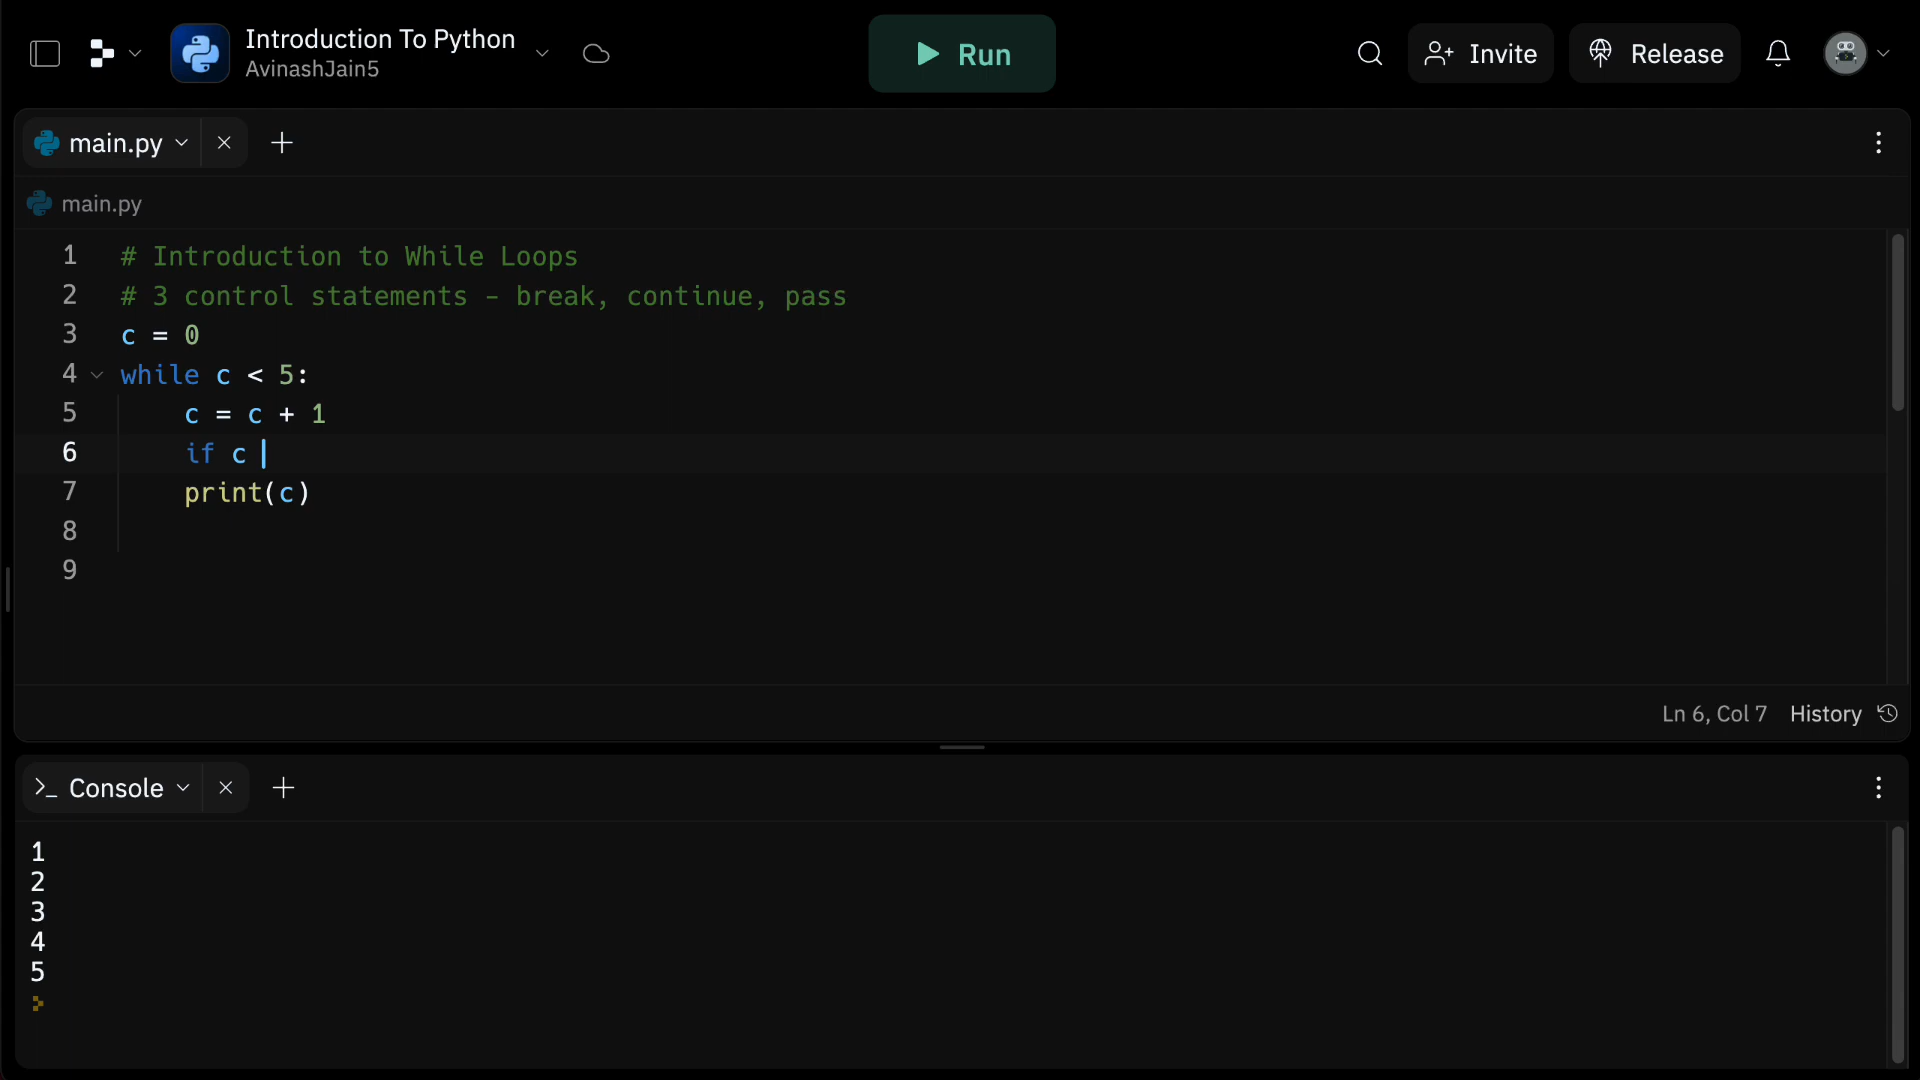 Introduction To Python
AvinashJain5
Run
Invite
Release
main.py
main.py
1 # Introduction to While Loops
2 # 3 control statements - break, continue, pass
3 c = 0
4 while c < 5:
5     c = c + 1
6     if c
7     print(c)
8
9
Ln 6, Col 7 History
>_ Console
1
2
3
4
5